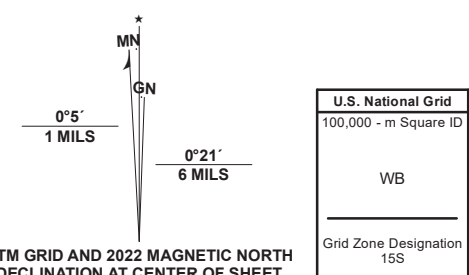 ★
MN
GN
0°5´
1 MILS
0°21´
6 MILS
TM GRID AND 2022 MAGNETIC NORTH
DECLINATION AT CENTER OF SHEET
U.S. National Grid
100,000 - m Square ID
WB
Grid Zone Designation
15S